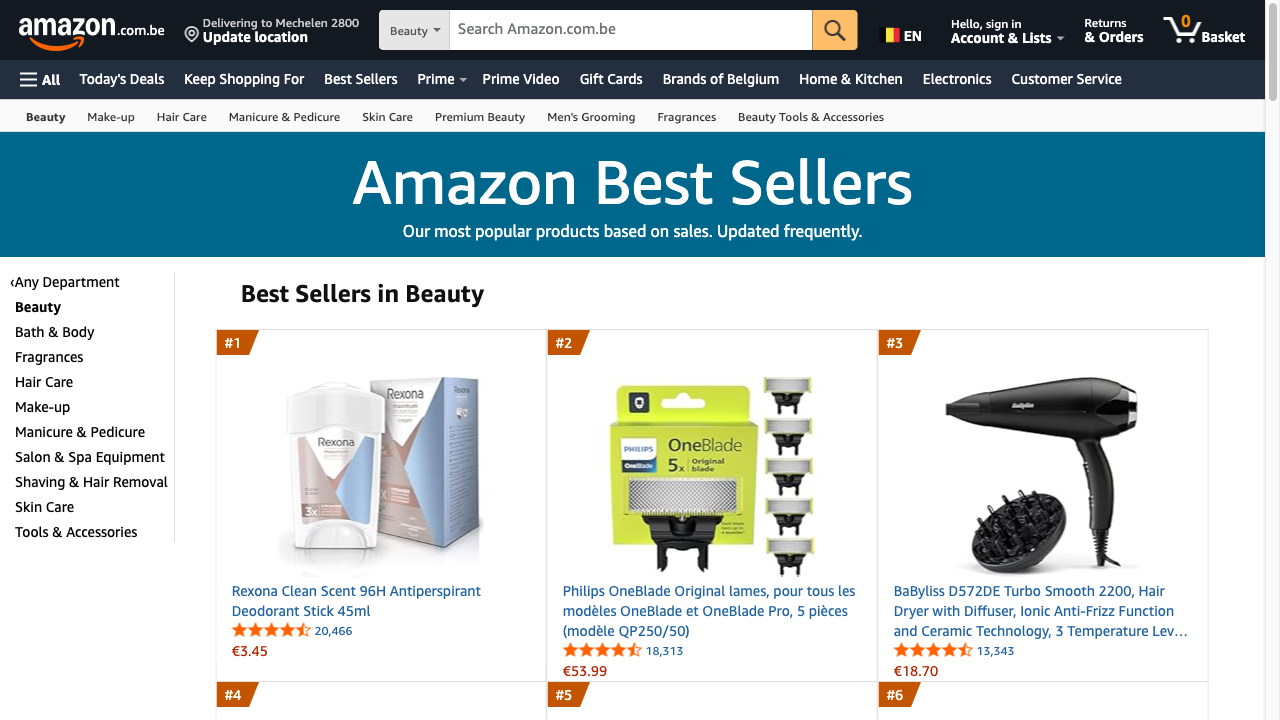 amazon.com.be
Delivering to Mechelen 2800
Update location
Beauty
Search Amazon.com.be
EN
Hello, sign in
Account & Lists
Returns
& Orders
0
Basket
All
Today's Deals
Keep Shopping For
Best Sellers
Prime
Prime Video
Gift Cards
Brands of Belgium
Home & Kitchen
Electronics
Customer Service
Beauty
Make-up
Hair Care
Manicure & Pedicure
Skin Care
Premium Beauty
Men's Grooming
Fragrances
Beauty Tools & Accessories
Amazon Best Sellers
Our most popular products based on sales. Updated frequently.
‹Any Department
Beauty
Bath & Body
Fragrances
Hair Care
Make-up
Manicure & Pedicure
Salon & Spa Equipment
Shaving & Hair Removal
Skin Care
Tools & Accessories
Best Sellers in Beauty
#1
Rexona
maximum
3x
Rexona
maximum
cream
Rexona Clean Scent 96H Antiperspirant
Deodorant Stick 45ml
20,466
€3.45
#2
PHILIPS
OneBlade
OneBlade
5x
Original
blade
Philips OneBlade Original lames, pour tous les
modèles OneBlade et OneBlade Pro, 5 pièces
(modèle QP250/50)
18,313
€53.99
#3
BaByliss
BaByliss D572DE Turbo Smooth 2200, Hair
Dryer with Diffuser, Ionic Anti-Frizz Function
and Ceramic Technology, 3 Temperature Lev…
13,343
€18.70
#4
#5
#6